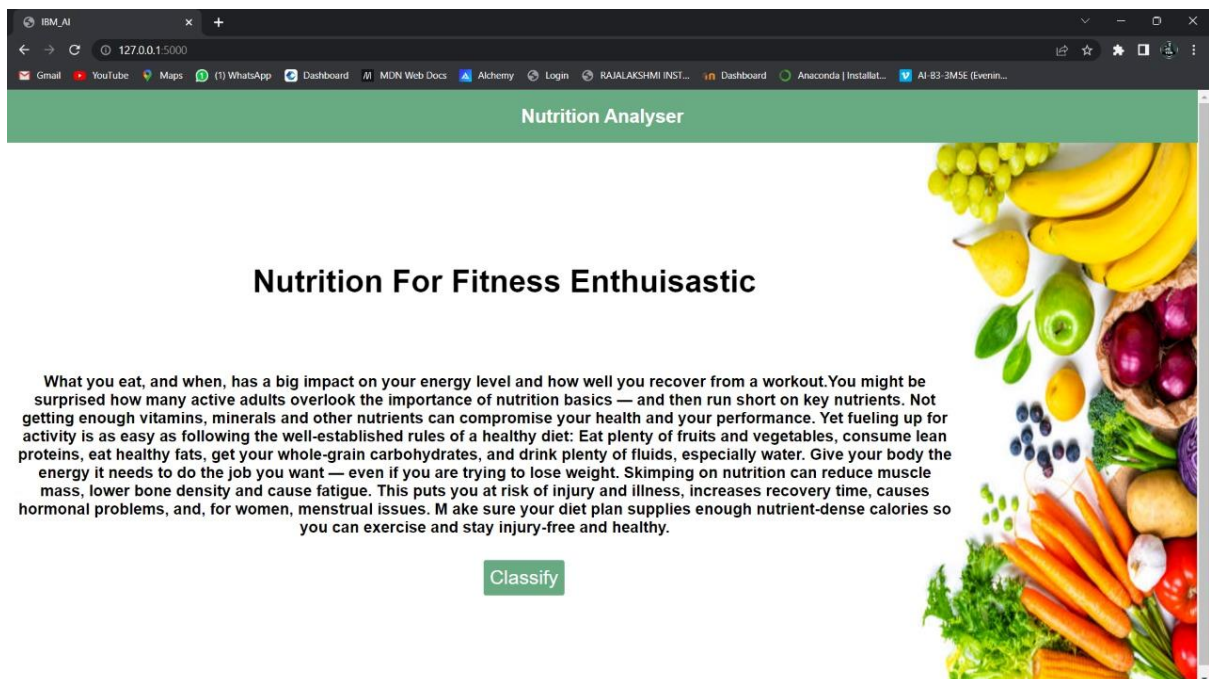 IBM_AI
127.0.0.1:5000
Gmail YouTube Maps (1) WhatsApp Dashboard MDN Web Docs Alchemy Login RAJALAKSHMI INST... Dashboard Anaconda | Installat... AI-B3-3M5E (Evenin...
Nutrition Analyser
Nutrition For Fitness Enthuisastic
What you eat, and when, has a big impact on your energy level and how well you recover from a workout.You might be
surprised how many active adults overlook the importance of nutrition basics — and then run short on key nutrients. Not
getting enough vitamins, minerals and other nutrients can compromise your health and your performance. Yet fueling up for
activity is as easy as following the well-established rules of a healthy diet: Eat plenty of fruits and vegetables, consume lean
proteins, eat healthy fats, get your whole-grain carbohydrates, and drink plenty of fluids, especially water. Give your body the
energy it needs to do the job you want — even if you are trying to lose weight. Skimping on nutrition can reduce muscle
mass, lower bone density and cause fatigue. This puts you at risk of injury and illness, increases recovery time, causes
hormonal problems, and, for women, menstrual issues. M ake sure your diet plan supplies enough nutrient-dense calories so
you can exercise and stay injury-free and healthy.
Classify